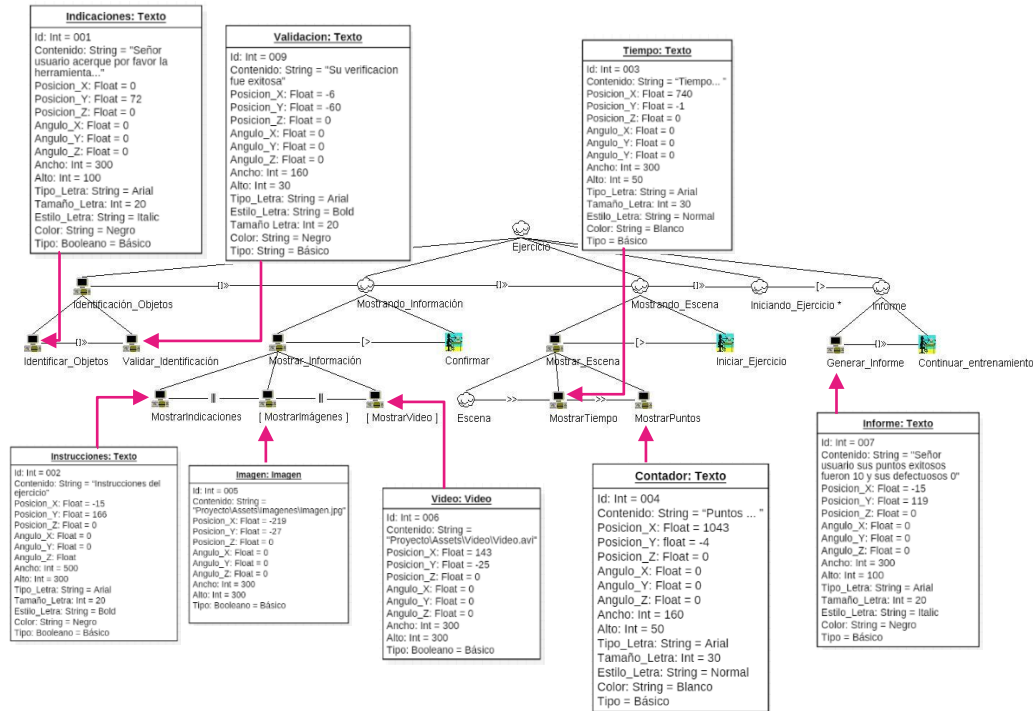 Indicaciones: Texto
Id: Int = 001
Contenido: String = "Señor
usuario acerque por favor la
herramienta..."
Posicion_X: Float = 0
Posicion_Y: Float = 72
Posicion_Z: Float = 0
Angulo_X: Float = 0
Angulo_Y: Float = 0
Angulo_Z: Float = 0
Ancho: Int = 300
Alto: Int = 100
Tipo_Letra: String = Arial
Tamaño_Letra: Int = 20
Estilo_Letra: String = Italic
Color: String = Negro
Tipo: Booleano = Básico
Validacion: Texto
Id: Int = 009
Contenido: String = "Su verificacion
fue exitosa"
Posicion_X: Float = -6
Posicion_Y: Float = -60
Posicion_Z: Float = 0
Angulo_X: Float = 0
Angulo_Y: Float = 0
Angulo_Z: Float = 0
Ancho: Int = 160
Alto: Int = 30
Tipo_Letra: String = Arial
Estilo_Letra: String = Bold
Tamaño Letra: Int = 20
Color: String = Negro
Tipo: String = Básico
Tiempo: Texto
Id: Int = 003
Contenido: String = "Tiempo... "
Posicion_X: Float = 740
Posicion_Y: Float = -1
Posicion_Z: Float = 0
Angulo_X: Float = 0
Angulo_Y: Float = 0
Angulo_Z: Float = 0
Ancho: Int = 300
Alto: Int = 50
Tipo_Letra: String = Arial
Tamaño_Letra: Int = 30
Estilo_Letra: String = Normal
Color: String = Blanco
Tipo = Básico
Ejercicio
Identificación_Objetos []>> Mostrando_Información []>> Mostrando_Escena []>> Iniciando_Ejercicio * [> Informe
Identificar_Objetos []>> Validar_Identificación
Mostrar_Información [> Confirmar
Mostrar_Escena [> Iniciar_Ejercicio
Generar_Informe []>> Continuar_entrenamiento
MostrarIndicaciones ||| [ MostrarImágenes ] ||| [ MostrarVideo ]
Escena >> MostrarTiempo >> MostrarPuntos
Instrucciones: Texto
Id: Int = 002
Contenido: String = "Instrucciones del
ejercicio"
Posicion_X: Float = -15
Posicion_Y: Float = 166
Posicion_Z: Float = 0
Angulo_X: Float = 0
Angulo_Y: Float = 0
Angulo_Z: Float
Ancho: Int = 500
Alto: Int = 300
Tipo_Letra: String = Arial
Tamaño_Letra: Int = 20
Estilo_Letra: String = Bold
Color: String = Negro
Tipo: Booleano = Básico
Imagen: Imagen
Id: Int = 005
Contenido: String =
"Proyecto\Assets\Imagenes\Imagen.jpg"
Posicion_X: Float = -219
Posicion_Y: Float = -27
Posicion_Z: Float = 0
Angulo_X: Float = 0
Angulo_Y: Float = 0
Angulo_Z: Float = 0
Ancho: Int = 300
Alto: Int = 300
Tipo: Booleano = Básico
Video: Video
Id: Int = 006
Contenido: String =
"Proyecto\Assets\Video\Video.avi"
Posicion_X: Float = 143
Posicion_Y: Float = -25
Posicion_Z: Float = 0
Angulo_X: Float = 0
Angulo_Y: Float = 0
Angulo_Z: Float = 0
Ancho: Int = 300
Alto: Int = 300
Tipo: Booleano = Básico
Contador: Texto
Id: Int = 004
Contenido: String = "Puntos ... "
Posicion_X: Float = 1043
Posicion_Y: float = -4
Posicion_Z: Float = 0
Angulo_X: Float = 0
Angulo_Y: Float = 0
Angulo_Z: Float = 0
Ancho: Int = 160
Alto: Int = 50
Tipo_Letra: String = Arial
Tamaño_Letra: Int = 30
Estilo_Letra: String = Normal
Color: String = Blanco
Tipo = Básico
Informe: Texto
Id: Int = 007
Contenido: String = "Señor
usuario sus puntos exitosos
fueron 10 y sus defectuosos 0"
Posicion_X: Float = -15
Posicion_Y: Float = 119
Posicion_Z: Float = 0
Angulo_X: Float = 0
Angulo_Y: Float = 0
Angulo_Z: Float = 0
Ancho: Int = 300
Alto: Int = 100
Tipo_Letra: String = Arial
Tamaño_Letra: Int = 20
Estilo_Letra: String = Italic
Color: String = Negro
Tipo = Básico